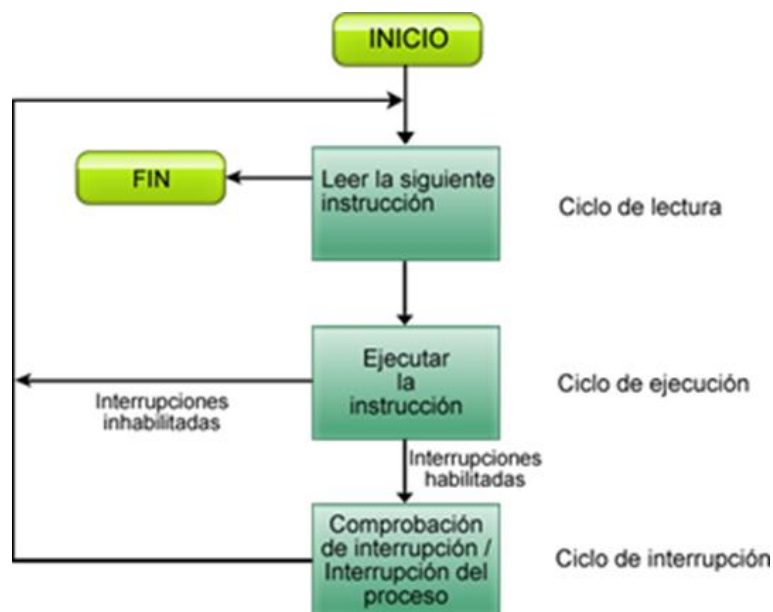 INICIO
FIN
Leer la siguiente
instrucción
Ciclo de lectura
Ejecutar
la
instrucción
Ciclo de ejecución
Interrupciones
inhabilitadas
Interrupciones
habilitadas
Comprobación
de interrupción /
Interrupción del
proceso
Ciclo de interrupción